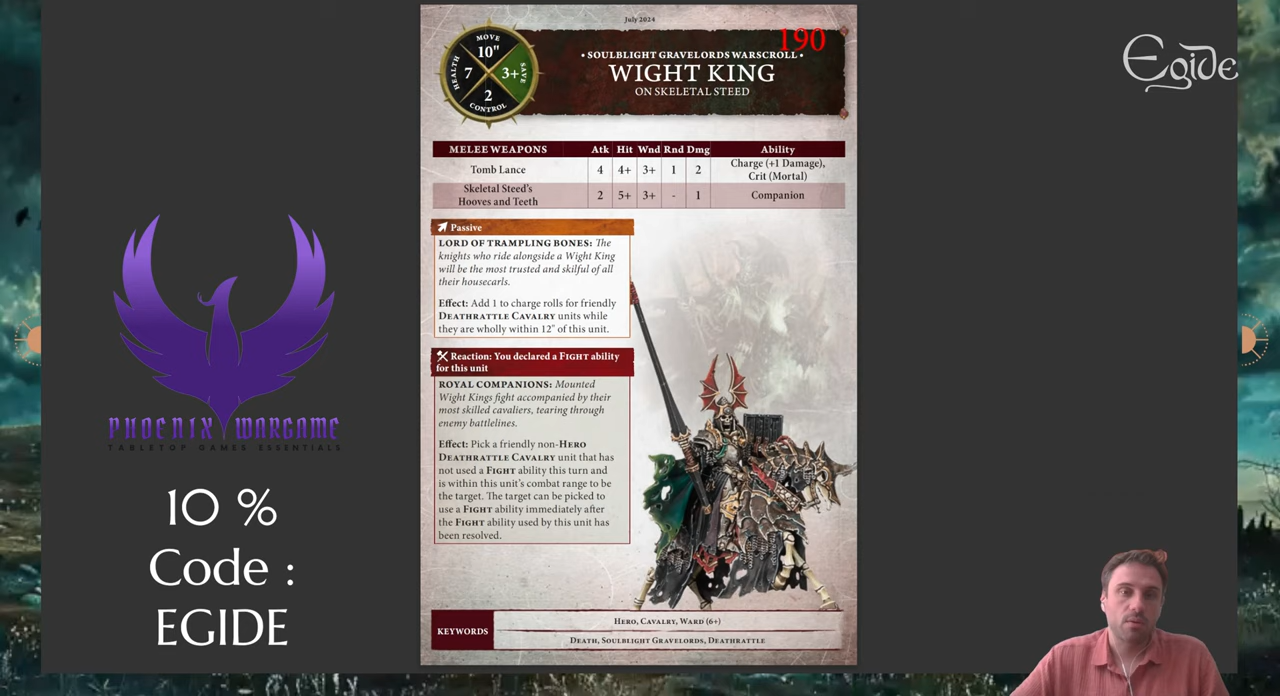 July 2024
190
MOVE
10"
HEALTH
7
3+
SAVE
2
CONTROL
• SOULBLIGHT GRAVELORDS WARSCROLL •
WIGHT KING
ON SKELETAL STEED
Egide
MELEE WEAPONS Atk Hit Wnd Rnd Dmg Ability
Tomb Lance 4 4+ 3+ 1 2 Charge (+1 Damage),
Crit (Mortal)
Skeletal Steed's
Hooves and Teeth 2 5+ 3+ - 1 Companion
Passive
LORD OF TRAMPLING BONES: The
knights who ride alongside a Wight King
will be the most trusted and skilful of all
their housecarls.
Effect: Add 1 to charge rolls for friendly
DEATHRATTLE CAVALRY units while
they are wholly within 12" of this unit.
Reaction: You declared a FIGHT ability
for this unit
ROYAL COMPANIONS: Mounted
Wight Kings fight accompanied by their
most skilled cavaliers, tearing through
enemy battlelines.
Effect: Pick a friendly non-HERO
DEATHRATTLE CAVALRY unit that has
not used a FIGHT ability this turn and
is within this unit's combat range to be
the target. The target can be picked to
use a FIGHT ability immediately after
the FIGHT ability used by this unit has
been resolved.
KEYWORDS
HERO, CAVALRY, WARD (6+)
DEATH, SOULBLIGHT GRAVELORDS, DEATHRATTLE
PHOENIX WARGAME
TABLETOP GAMES ESSENTIALS
10 %
Code :
EGIDE